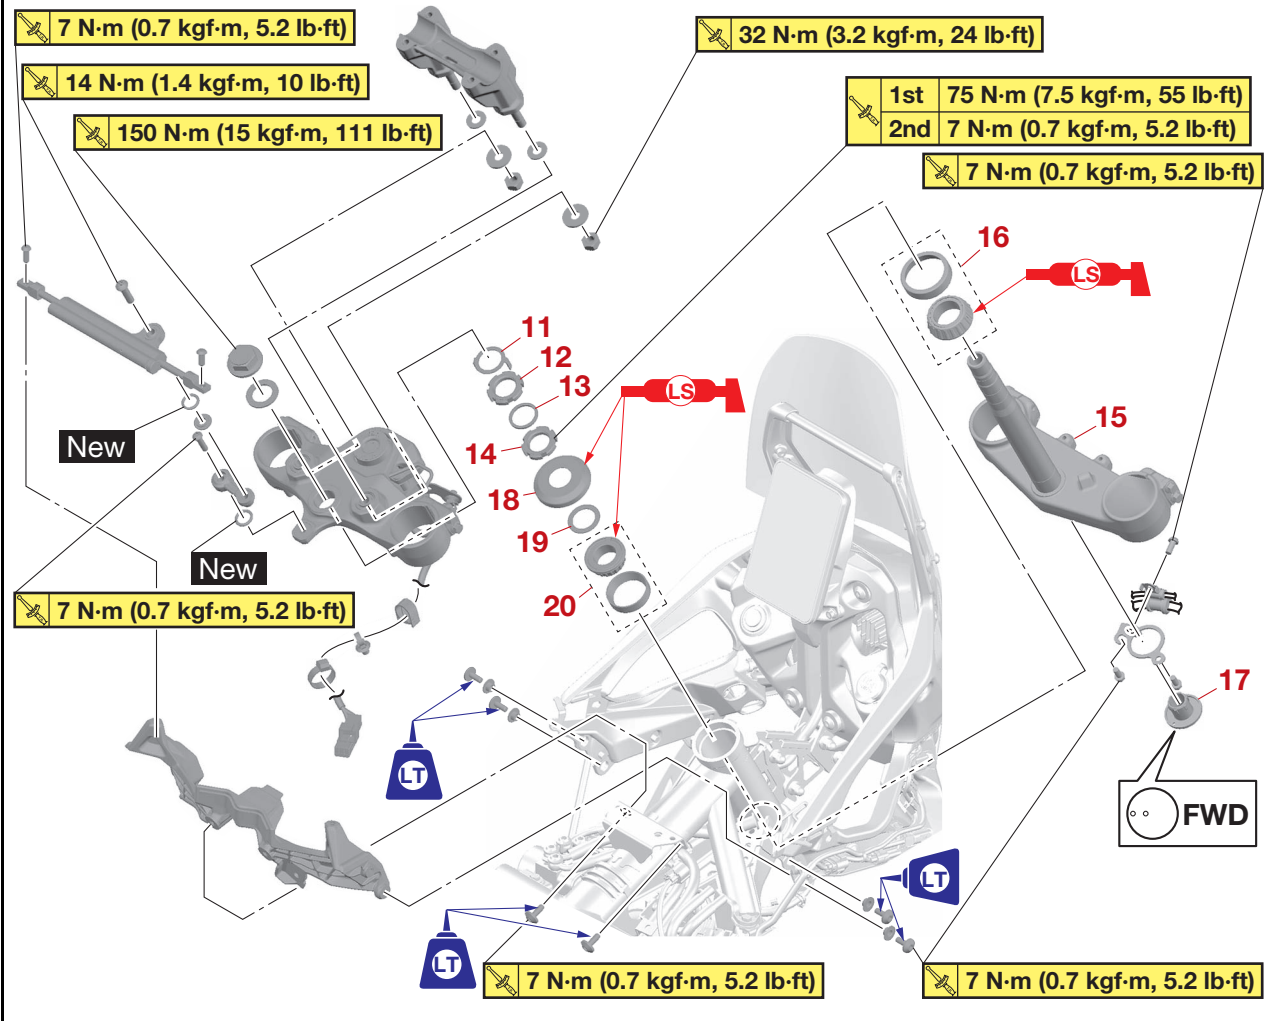 7 N·m (0.7 kgf·m, 5.2 lb·ft)
32 N·m (3.2 kgf·m, 24 lb·ft)
14 N·m (1.4 kgf·m, 10 lb·ft)
1st 75 N·m (7.5 kgf·m, 55 lb·ft)
2nd 7 N·m (0.7 kgf·m, 5.2 lb·ft)
150 N·m (15 kgf·m, 111 lb·ft)
7 N·m (0.7 kgf·m, 5.2 lb·ft)
16
LS
11
12
13
LS
14
15
New
18
19
New
20
7 N·m (0.7 kgf·m, 5.2 lb·ft)
17
LT
FWD
LT
LT
7 N·m (0.7 kgf·m, 5.2 lb·ft)
7 N·m (0.7 kgf·m, 5.2 lb·ft)